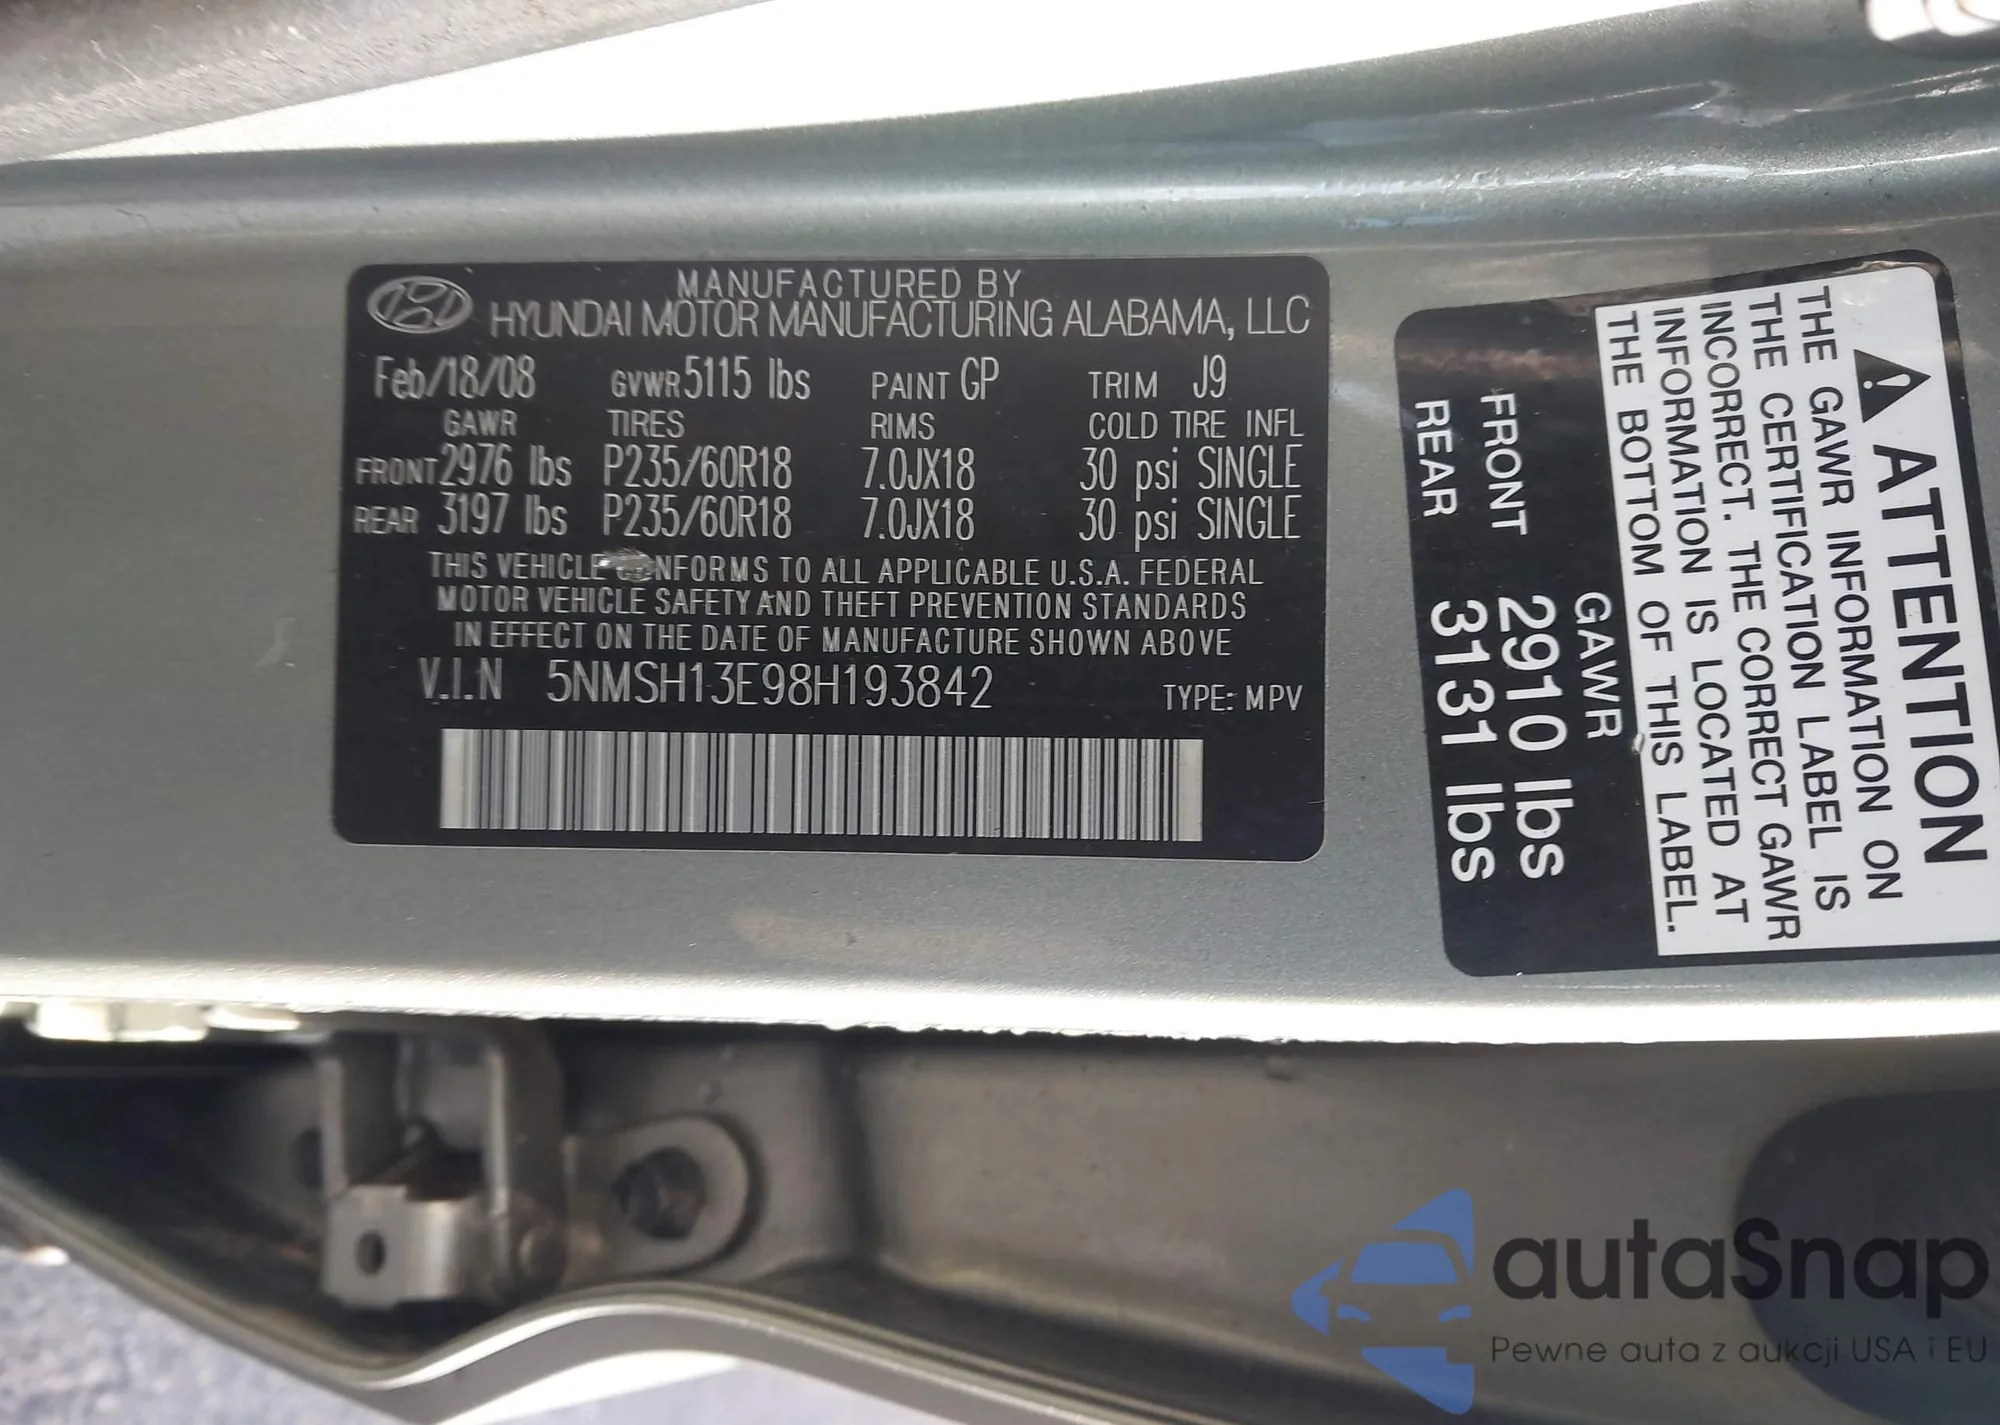 MANUFACTURED BY
HYUNDAI MOTOR MANUFACTURING ALABAMA, LLC
Feb/18/08 GVWR 5115 lbs PAINT GP TRIM J9
GAWR TIRES RIMS COLD TIRE INFL
FRONT 2976 lbs P235/60R18 7.0JX18 30 psi SINGLE
REAR 3197 lbs P235/60R18 7.0JX18 30 psi SINGLE
THIS VEHICLE CONFORMS TO ALL APPLICABLE U.S.A. FEDERAL
MOTOR VEHICLE SAFETY AND THEFT PREVENTION STANDARDS
IN EFFECT ON THE DATE OF MANUFACTURE SHOWN ABOVE
V.I.N 5NMSH13E98H193842 TYPE: MPV
ATTENTION
THE GAWR INFORMATION ON
THE CERTIFICATION LABEL IS
INCORRECT. THE CORRECT GAWR
INFORMATION IS LOCATED AT
THE BOTTOM OF THIS LABEL.
GAWR
FRONT 2910 lbs
REAR 3131 lbs
autaSnap
Pewne auta z aukcji USA i EU